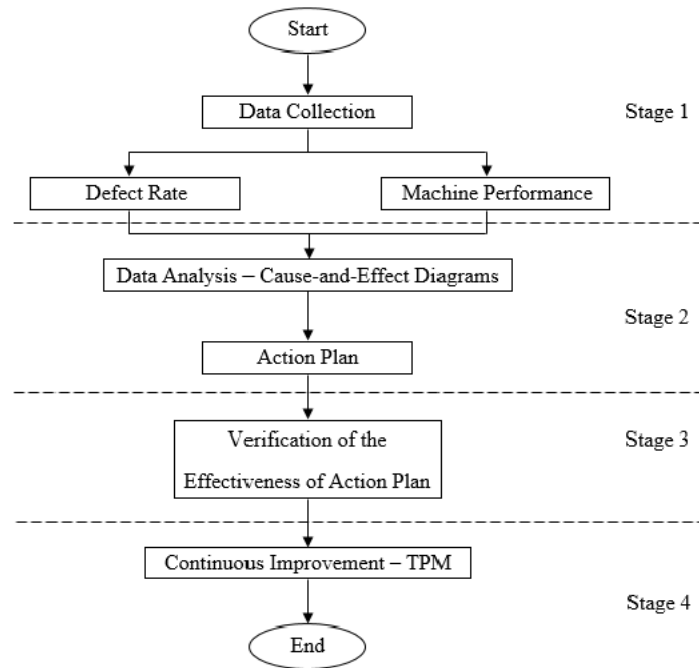 Start
Data Collection
Stage 1
Defect Rate
Machine Performance
Data Analysis – Cause-and-Effect Diagrams
Stage 2
Action Plan
Verification of the
Effectiveness of Action Plan
Stage 3
Continuous Improvement – TPM
Stage 4
End